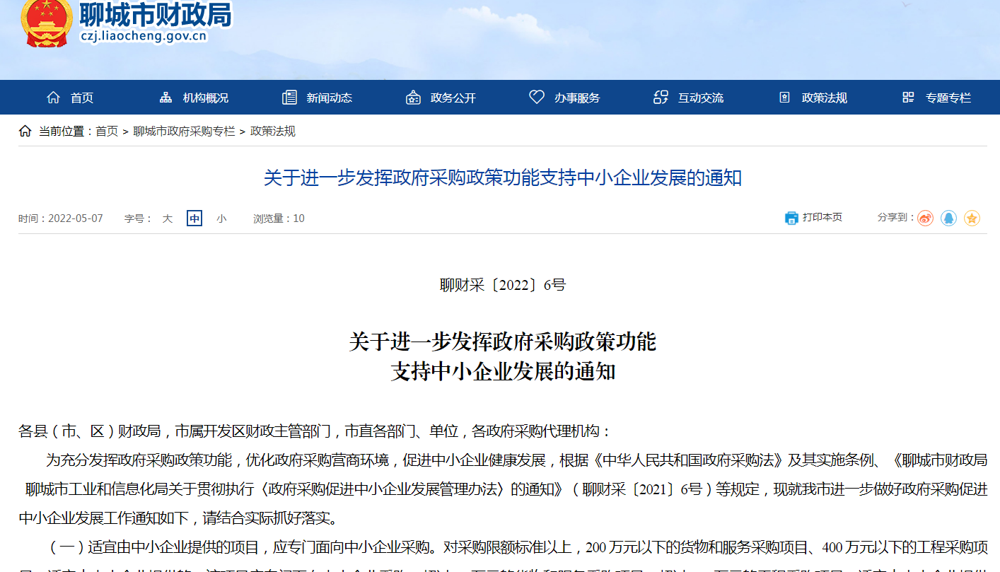 聊城市财政局
czj.liaocheng.gov.cn
首页 机构概况 新闻动态 政务公开 办事服务 互动交流 政策法规 专题专栏
当前位置：首页 > 聊城市政府采购专栏 > 政策法规
关于进一步发挥政府采购政策功能支持中小企业发展的通知
时间：2022-05-07 字号： 大 中 小 浏览量：10 打印本页 分享到：
聊财采〔2022〕6号
关于进一步发挥政府采购政策功能
支持中小企业发展的通知
各县（市、区）财政局，市属开发区财政主管部门，市直各部门、单位，各政府采购代理机构：
为充分发挥政府采购政策功能，优化政府采购营商环境，促进中小企业健康发展，根据《中华人民共和国政府采购法》及其实施条例、《聊城市财政局
聊城市工业和信息化局关于贯彻执行〈政府采购促进中小企业发展管理办法〉的通知》（聊财采〔2021〕6号）等规定，现就我市进一步做好政府采购促进
中小企业发展工作通知如下，请结合实际抓好落实。
（一）适宜由中小企业提供的项目，应专门面向中小企业采购。对采购限额标准以上，200万元以下的货物和服务采购项目、400万元以下的工程采购项